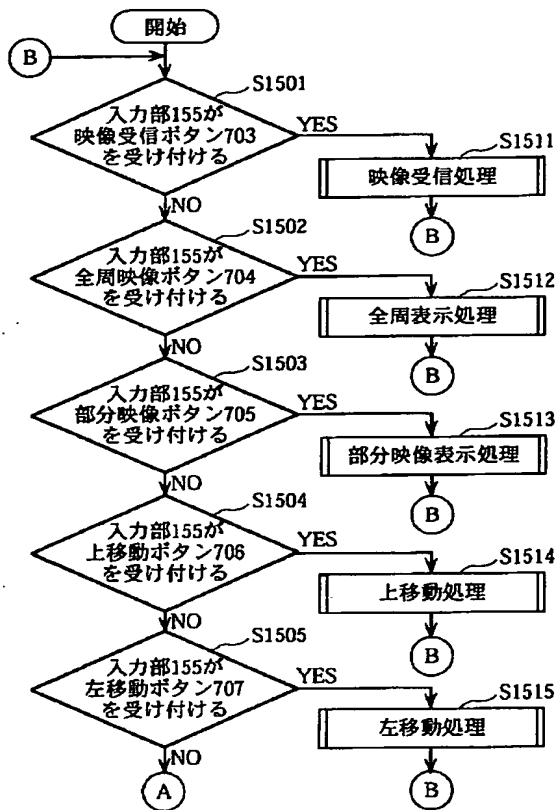 開始
B
S1501
入力部155が
映像受信ボタン703
を受け付ける
YES
S1511
映像受信処理
B
NO
S1502
入力部155が
全周映像ボタン704
を受け付ける
YES
S1512
全周表示処理
B
NO
S1503
入力部155が
部分映像ボタン705
を受け付ける
YES
S1513
部分映像表示処理
B
NO
S1504
入力部155が
上移動ボタン706
を受け付ける
YES
S1514
上移動処理
B
NO
S1505
入力部155が
左移動ボタン707
を受け付ける
YES
S1515
左移動処理
B
NO
A